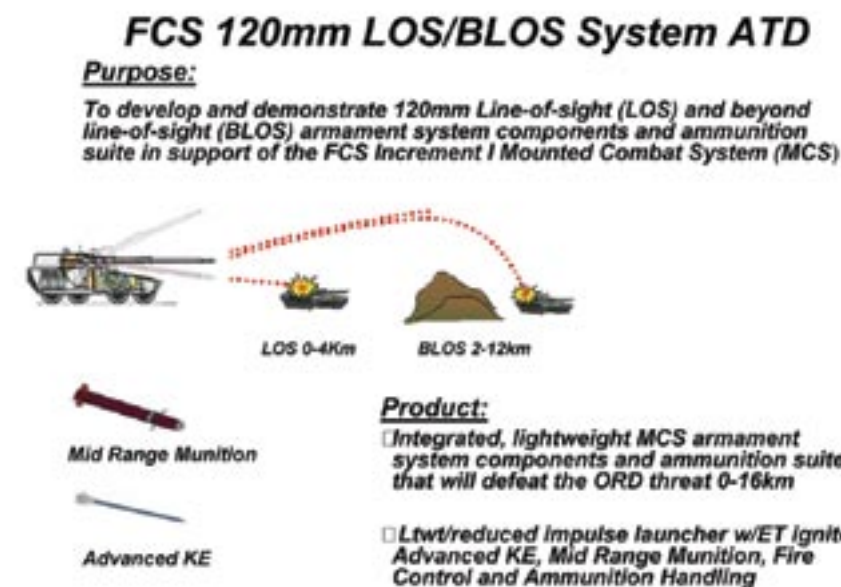 FCS 120mm LOS/BLOS System ATD
Purpose:
To develop and demonstrate 120mm Line-of-sight (LOS) and beyond
line-of-sight (BLOS) armament system components and ammunition
suite in support of the FCS Increment I Mounted Combat System (MCS)
LOS 0-4Km
BLOS 2-12km
Mid Range Munition
Advanced KE
Product:
Integrated, lightweight MCS armament
system components and ammunition suite
that will defeat the ORD threat 0-16km
Ltwt/reduced impulse launcher w/ET
Advanced KE, Mid Range Munition, Fire
Control and Ammunition Handling